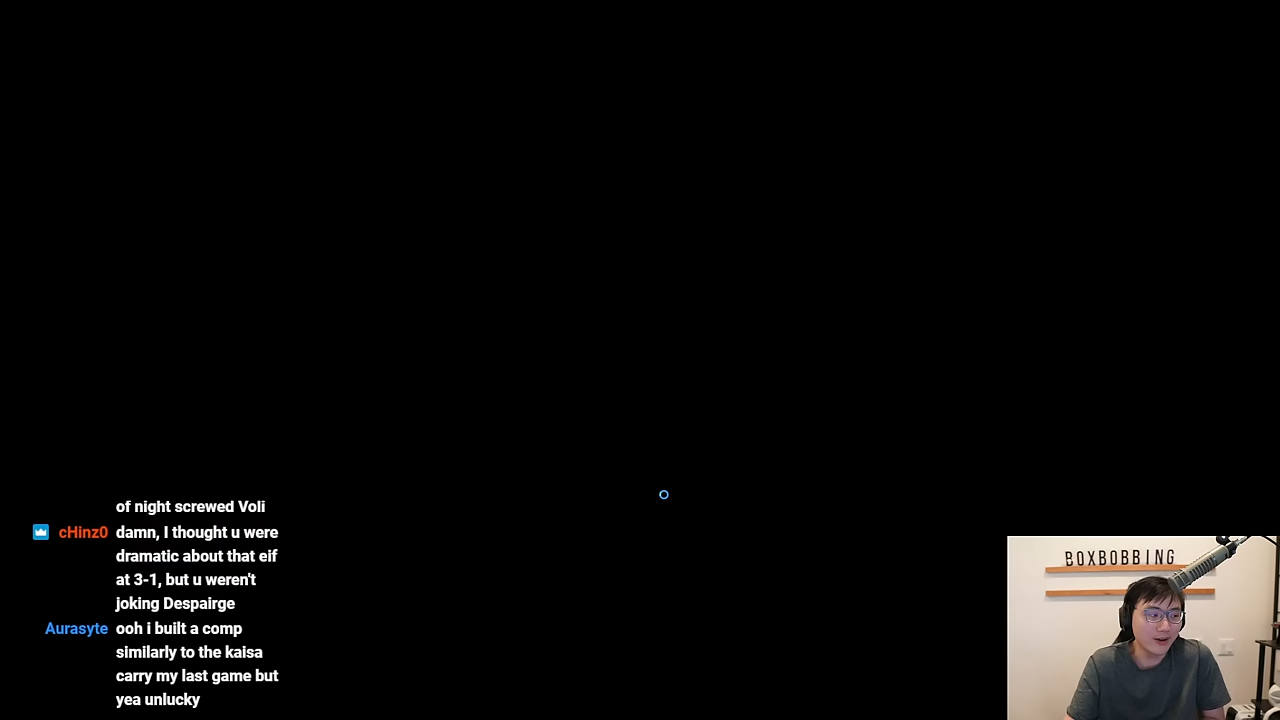 of night screwed Voli
cHinz0 damn, I thought u were
dramatic about that eif
at 3-1, but u weren't
joking Despairge
Aurasyte ooh i built a comp
similarly to the kaisa
carry my last game but
yea unlucky
BOXBOBBING